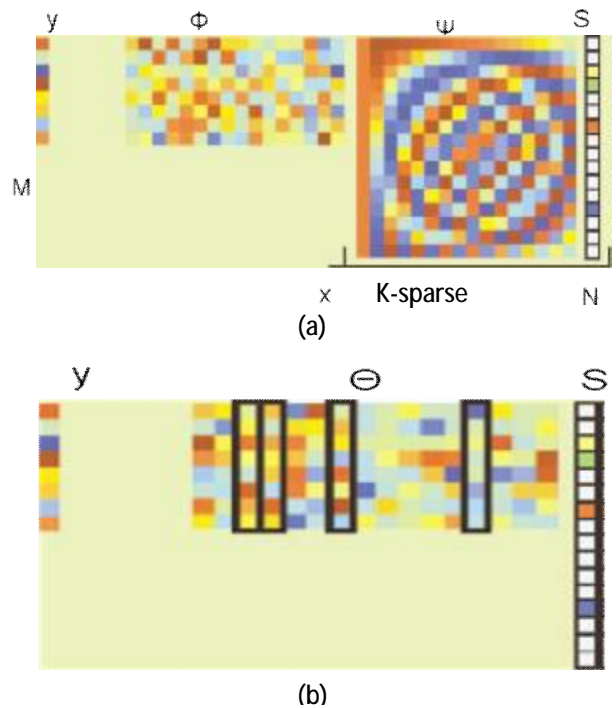 y Φ Ψ S
M
x K-sparse N
(a)
y Θ S
(b)